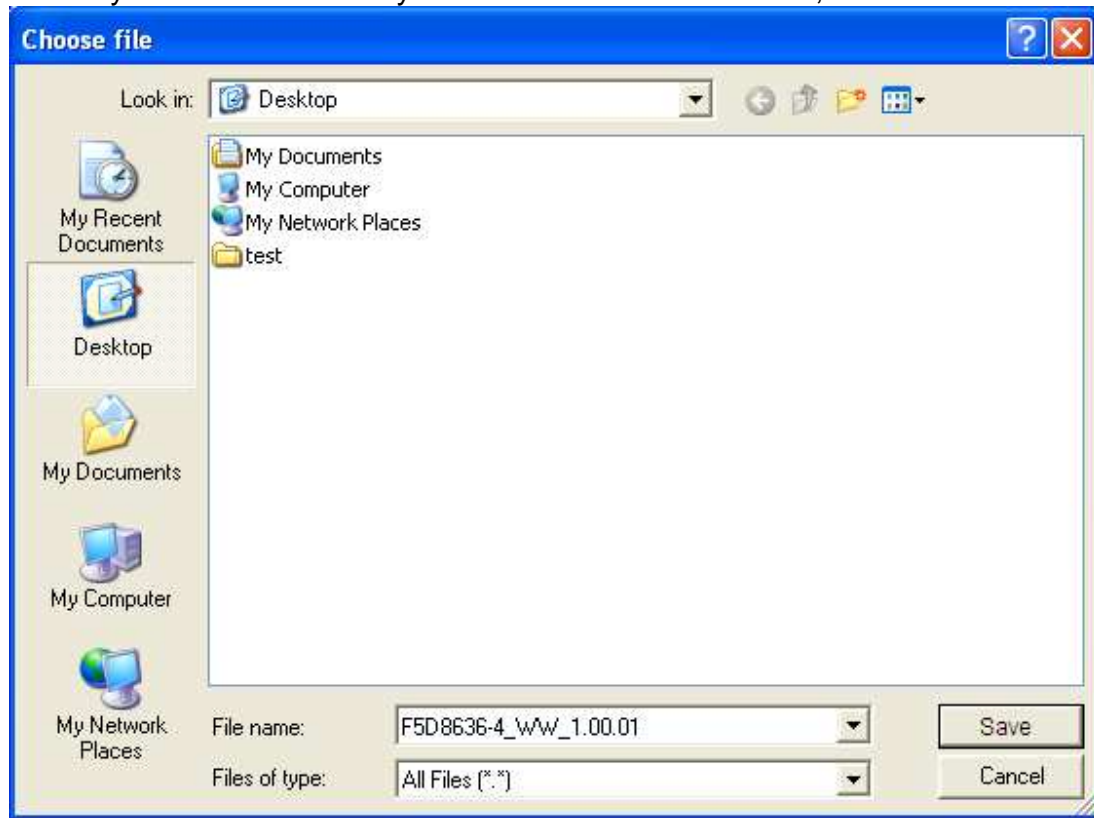 Choose file
Look in:
Desktop
My Documents
My Computer
My Network Places
test
My Recent
Documents
Desktop
My Documents
My Computer
My Network
Places
File name:
F5D8636-4_WW_1.00.01
Save
Files of type:
All Files (*.*)
Cancel